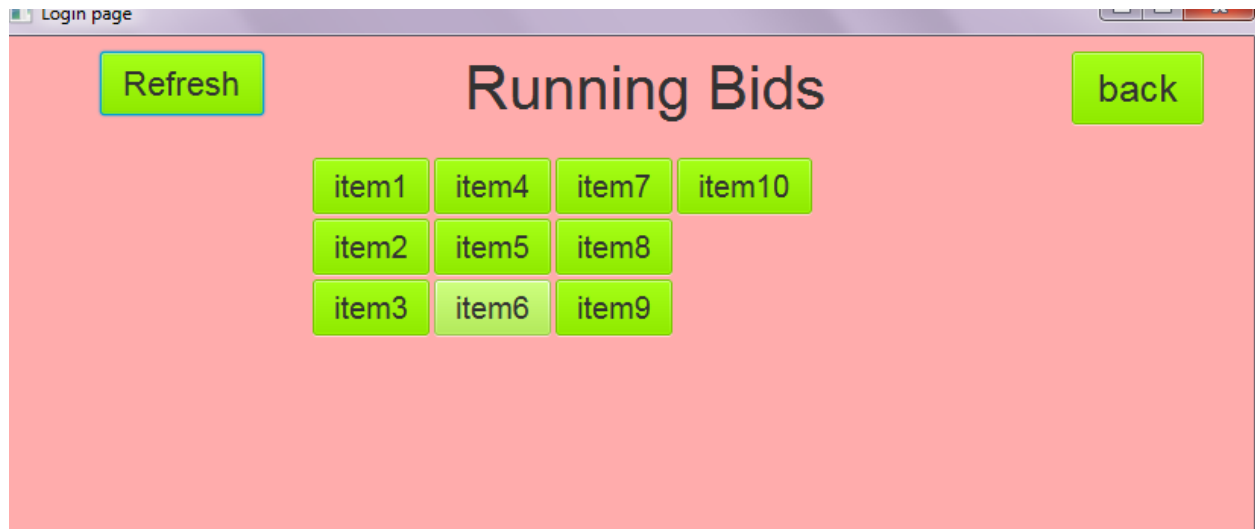 Login page
Refresh Running Bids back
item1 item4 item7 item10
item2 item5 item8
item3 item6 item9